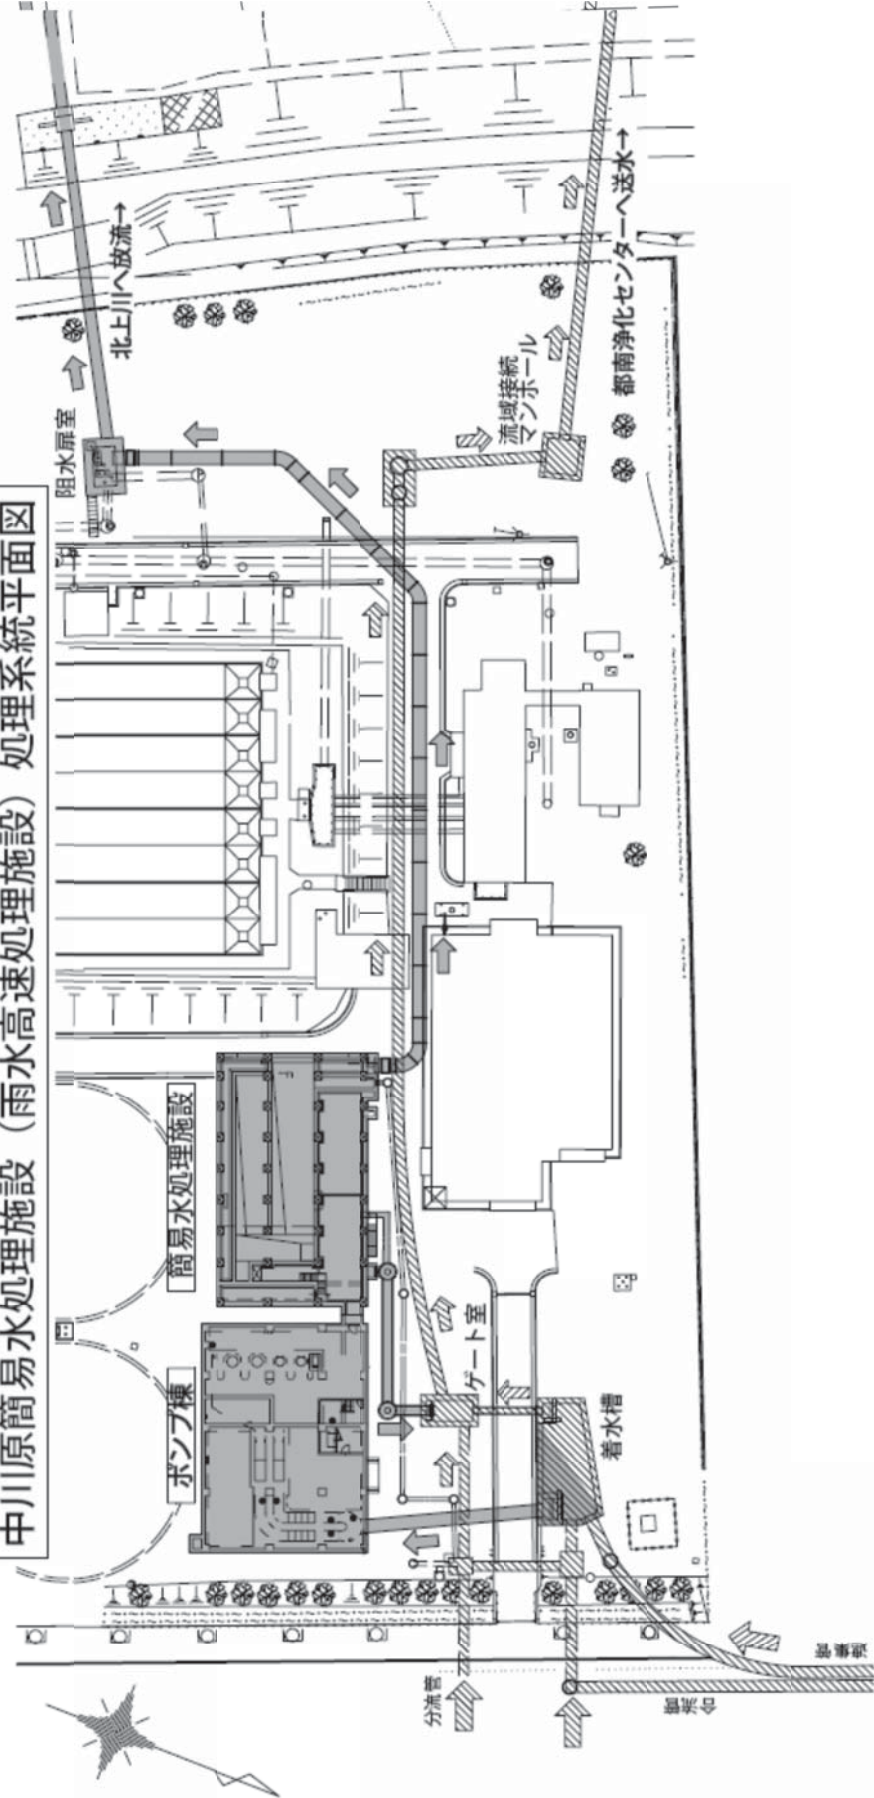 中川原簡易水処理施設（雨水高速処理施設）処理系統平面図
北上川へ放流→
阻水扉室
流域接続
マンホール
都南浄化センターへ送水→
簡易水処理施設
ポンプ棟
ゲート室
着水槽
分流管
合流管
遮集管